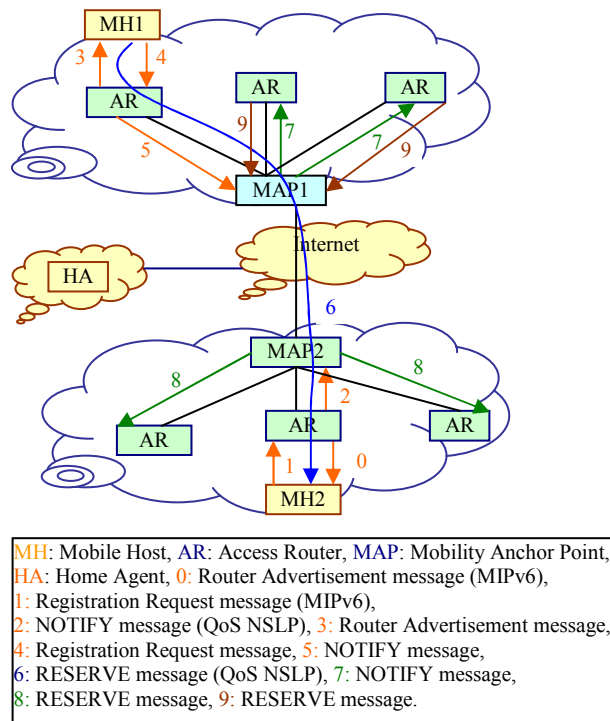 MH1
3 4
AR AR AR
9 7 7 9
5
MAP1
Internet
HA
6
MAP2
8 8
2
AR AR AR
1 0
MH2
MH: Mobile Host, AR: Access Router, MAP: Mobility Anchor Point,
HA: Home Agent, 0: Router Advertisement message (MIPv6),
1: Registration Request message (MIPv6),
2: NOTIFY message (QoS NSLP), 3: Router Advertisement message,
4: Registration Request message, 5: NOTIFY message,
6: RESERVE message (QoS NSLP), 7: NOTIFY message,
8: RESERVE message, 9: RESERVE message.